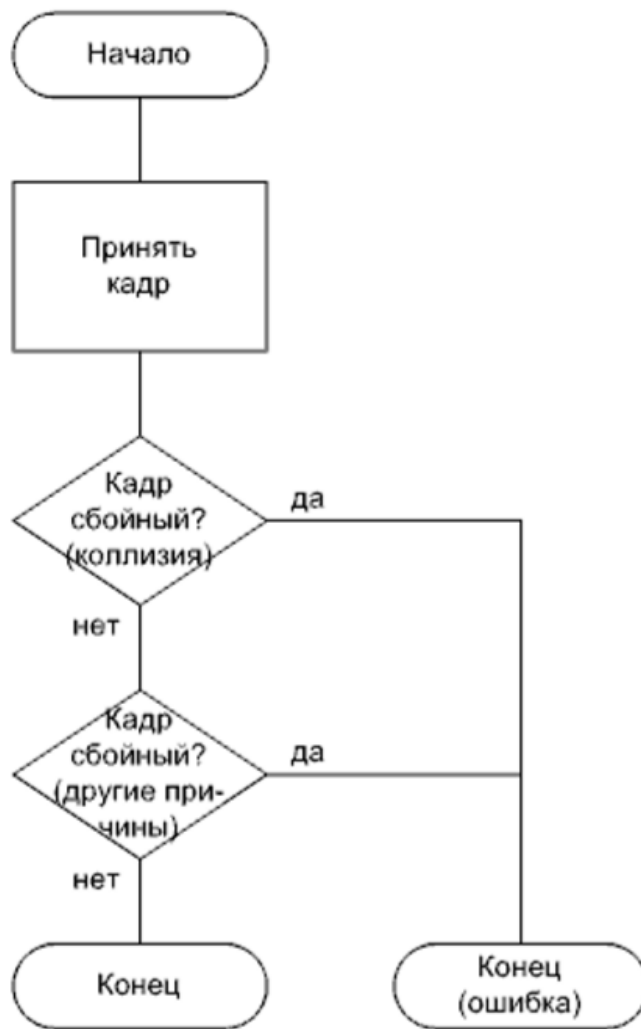 Начало
Принять
кадр
Кадр
сбойный?
(коллизия)
да
нет
Кадр
сбойный?
(другие при-
чины)
да
нет
Конец
Конец
(ошибка)